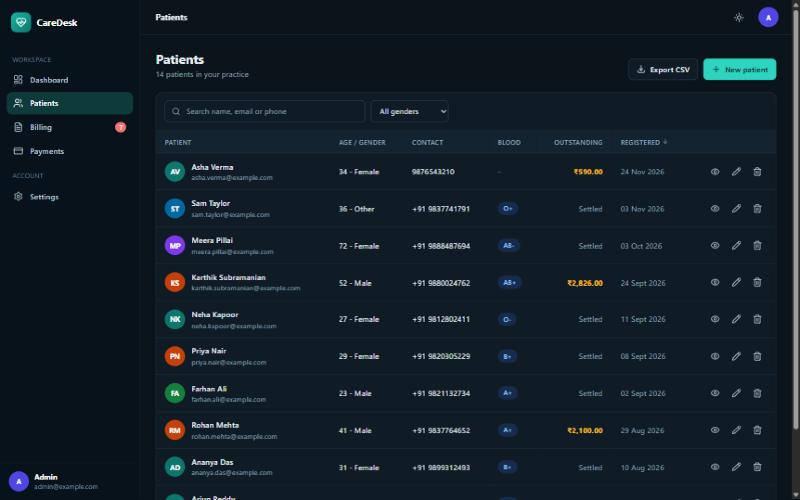 CareDesk
Patients
A
WORKSPACE
Dashboard
Patients
Billing 7
Payments
ACCOUNT
Settings
Patients
14 patients in your practice
Export CSV
+ New patient
Search name, email or phone
All genders
PATIENT AGE / GENDER CONTACT BLOOD OUTSTANDING REGISTERED ↓
AV Asha Verma 34 - Female 9876543210 - ₹590.00 24 Nov 2026
asha.verma@example.com
ST Sam Taylor 36 - Other +91 9837741791 O+ Settled 03 Nov 2026
sam.taylor@example.com
MP Meera Pillai 72 - Female +91 9888487694 AB- Settled 03 Oct 2026
meera.pillai@example.com
KS Karthik Subramanian 52 - Male +91 9880024762 AB+ ₹2,826.00 24 Sept 2026
karthik.subramanian@example.com
NK Neha Kapoor 27 - Female +91 9812802411 O- Settled 11 Sept 2026
neha.kapoor@example.com
PN Priya Nair 29 - Female +91 9820305229 B+ Settled 08 Sept 2026
priya.nair@example.com
FA Farhan Ali 23 - Male +91 9821132734 A+ Settled 02 Sept 2026
farhan.ali@example.com
RM Rohan Mehta 41 - Male +91 9837764652 A+ ₹2,100.00 29 Aug 2026
rohan.mehta@example.com
AD Ananya Das 31 - Female +91 9899312493 B+ Settled 10 Aug 2026
ananya.das@example.com
Arjun Reddy
A Admin
admin@example.com